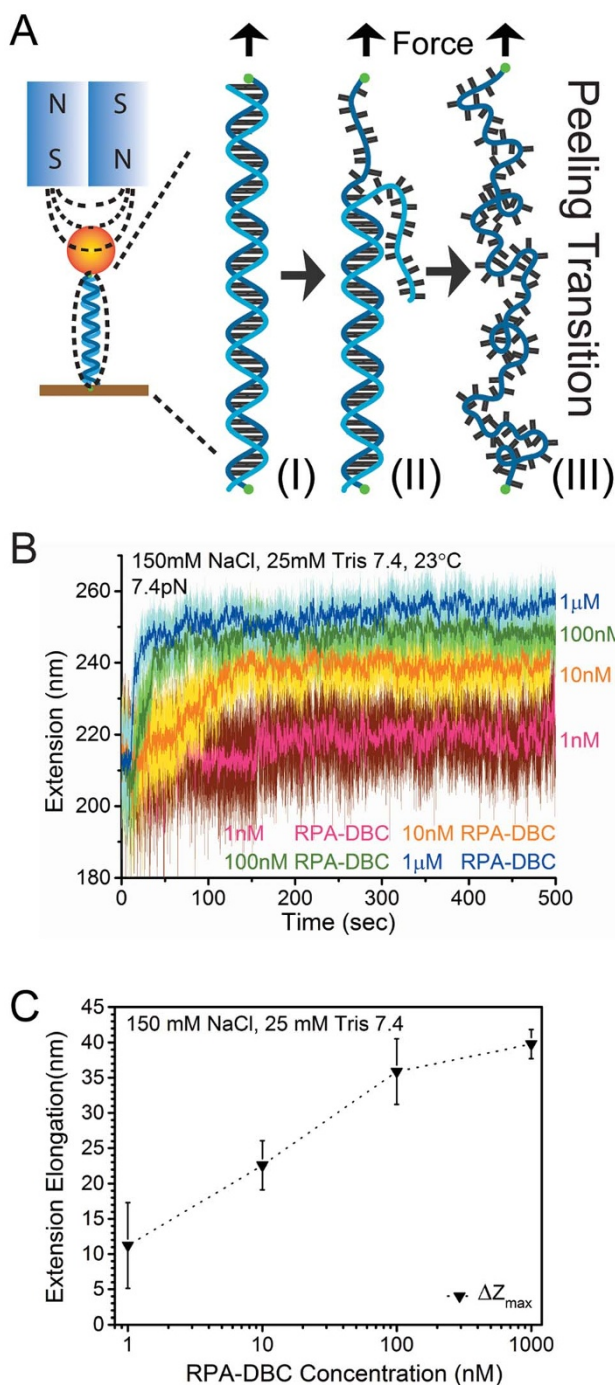 A
N
S
S
N
Force
Peeling Transition
(I)
(II)
(III)
B
150mM NaCl, 25mM Tris 7.4, 23°C
7.4pN
Extension (nm)
260
240
220
200
180
1μM
100nM
10nM
1nM
1nM RPA-DBC 10nM RPA-DBC
100nM RPA-DBC 1μM RPA-DBC
0 100 200 300 400 500
Time (sec)
C
150 mM NaCl, 25 mM Tris 7.4
Extension Elongation(nm)
45
40
35
30
25
20
15
10
5
0
ΔZmax
1 10 100 1000
RPA-DBC Concentration (nM)